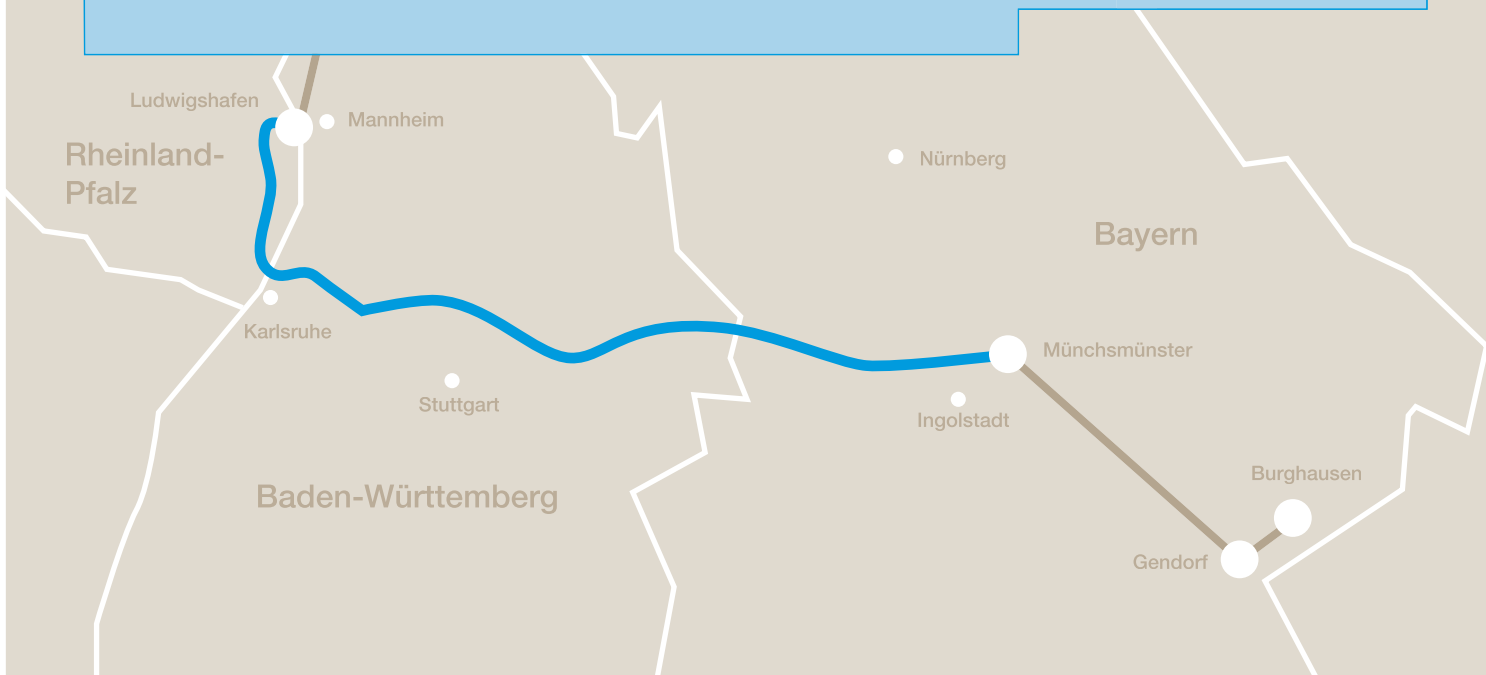 Ludwigshafen
Mannheim
Rheinland-
Pfalz
Nürnberg
Bayern
Karlsruhe
Münchsmünster
Stuttgart
Ingolstadt
Baden-Württemberg
Burghausen
Gendorf